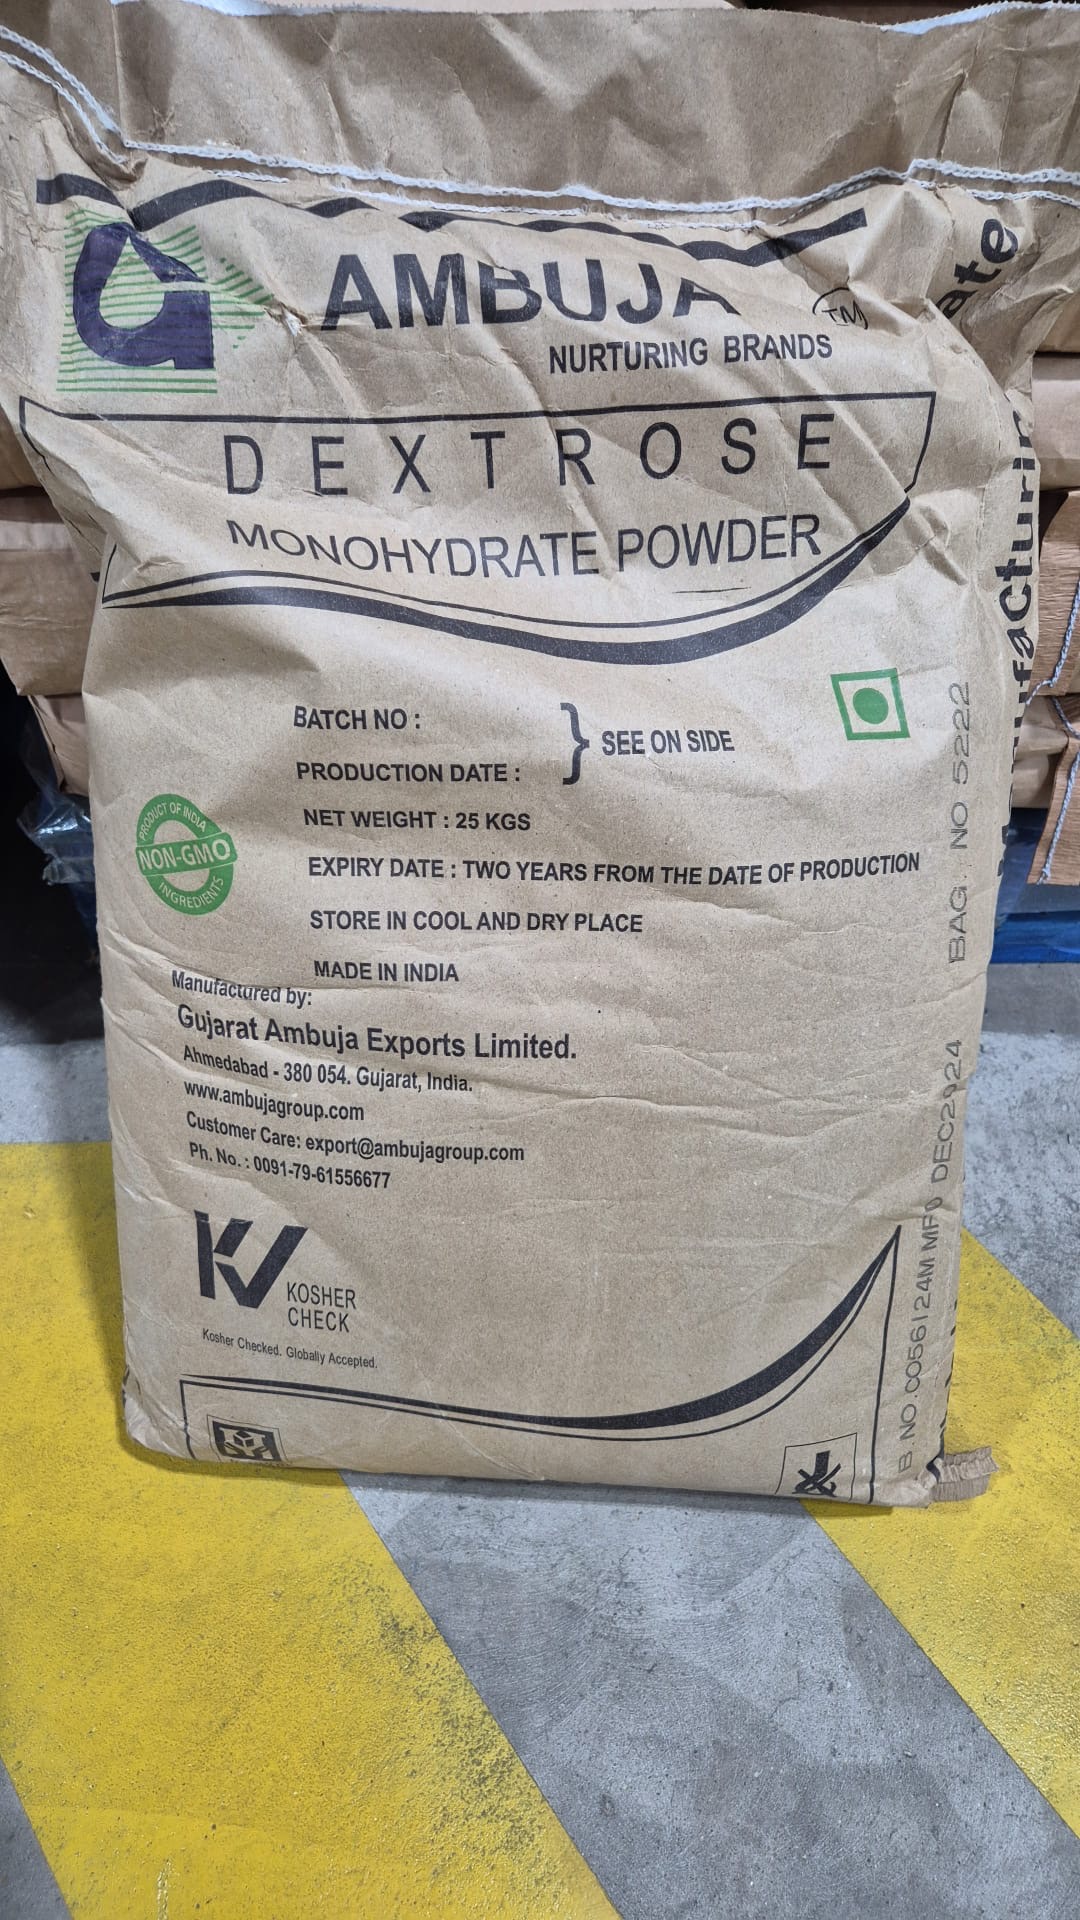 AMBUJA
TM
NURTURING BRANDS
DEXTROSE
MONOHYDRATE POWDER
BATCH NO :
PRODUCTION DATE :
} SEE ON SIDE
NET WEIGHT : 25 KGS
EXPIRY DATE : TWO YEARS FROM THE DATE OF PRODUCTION
STORE IN COOL AND DRY PLACE
MADE IN INDIA
PRODUCT OF INDIA
NON-GMO
INGREDIENTS
Manufactured by:
Gujarat Ambuja Exports Limited.
Ahmedabad - 380 054. Gujarat, India.
www.ambujagroup.com
Customer Care: export@ambujagroup.com
Ph. No. : 0091-79-61556677
KV
KOSHER
CHECK
Kosher Checked. Globally Accepted.
B.NO.CO56124M MFD DEC2024 BAG. NO 5222